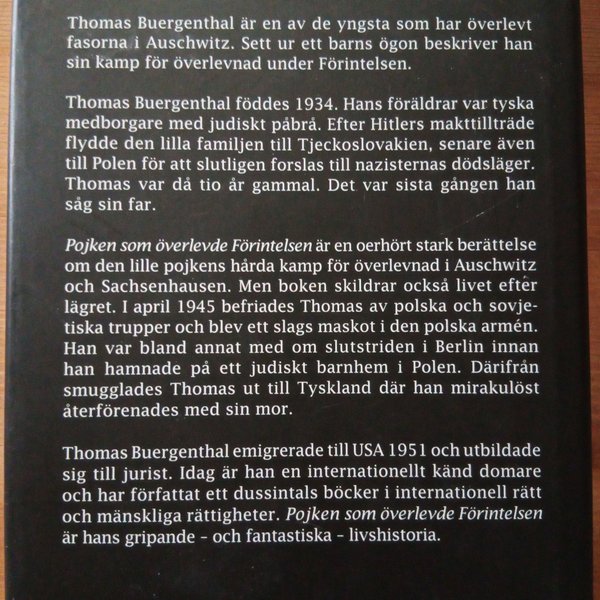 Thomas Buergenthal är en av de yngsta som har överlevt
fasorna i Auschwitz. Sett ur ett barns ögon beskriver han
sin kamp för överlevnad under Förintelsen.
Thomas Buergenthal föddes 1934. Hans föräldrar var tyska
medborgare med judiskt påbrå. Efter Hitlers makttillträde
flydde den lilla familjen till Tjeckoslovakien, senare även
till Polen för att slutligen forslas till nazisternas dödsläger.
Thomas var då tio år gammal. Det var sista gången han
såg sin far.
Pojken som överlevde Förintelsen är en oerhört stark berättelse
om den lille pojkens hårda kamp för överlevnad i Auschwitz
och Sachsenhausen. Men boken skildrar också livet efter
lägret. I april 1945 befriades Thomas av polska och sovje-
tiska trupper och blev ett slags maskot i den polska armén.
Han var bland annat med om slutstriden i Berlin innan
han hamnade på ett judiskt barnhem i Polen. Därifrån
smugglades Thomas ut till Tyskland där han mirakulöst
återförenades med sin mor.
Thomas Buergenthal emigrerade till USA 1951 och utbildade
sig till jurist. Idag är han en internationellt känd domare
och har författat ett dussintals böcker i internationell rätt
och mänskliga rättigheter. Pojken som överlevde Förintelsen
är hans gripande – och fantastiska – livshistoria.